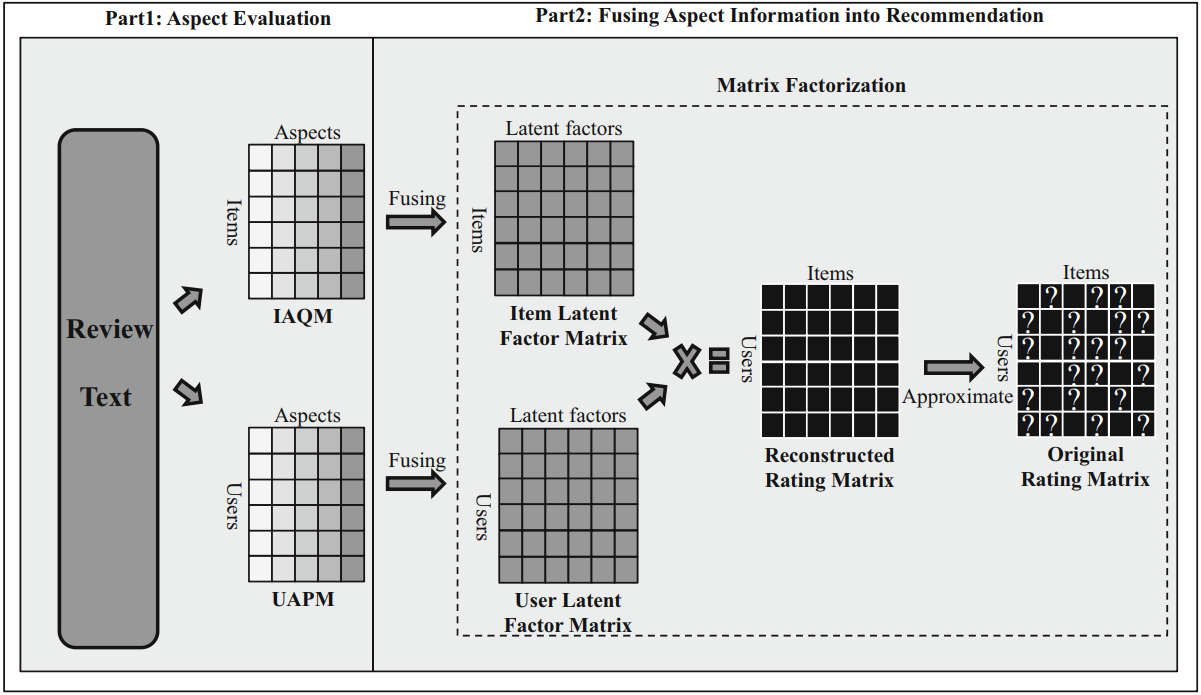 Part1: Aspect Evaluation
Part2: Fusing Aspect Information into Recommendation
Matrix Factorization
Review
Text
Aspects
Items
IAQM
Aspects
Users
UAPM
Fusing
Fusing
Latent factors
Items
Item Latent
Factor Matrix
Latent factors
Users
User Latent
Factor Matrix
Items
Users
Reconstructed
Rating Matrix
Approximate
Items
Users
? ? ?
? ? ? ?
? ? ? ?
? ? ?
? ? ?
? ? ? ?
Original
Rating Matrix